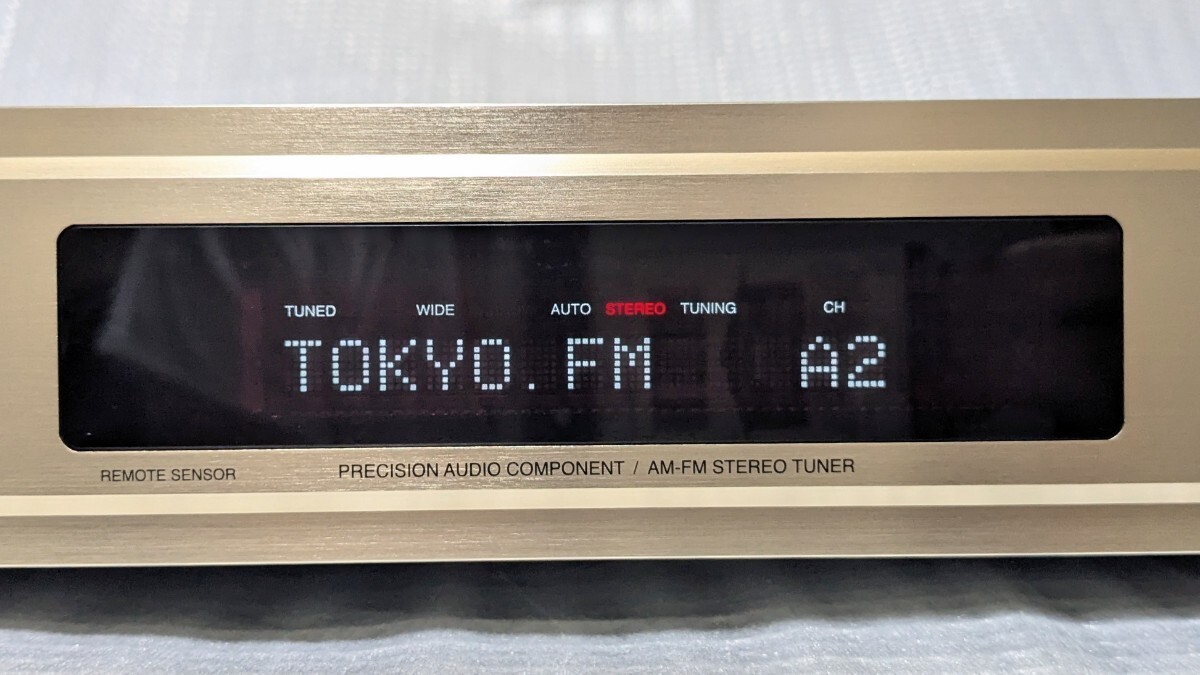 TUNED WIDE AUTO STEREO TUNING CH
TOKYO.FM A2
REMOTE SENSOR PRECISION AUDIO COMPONENT / AM-FM STEREO TUNER